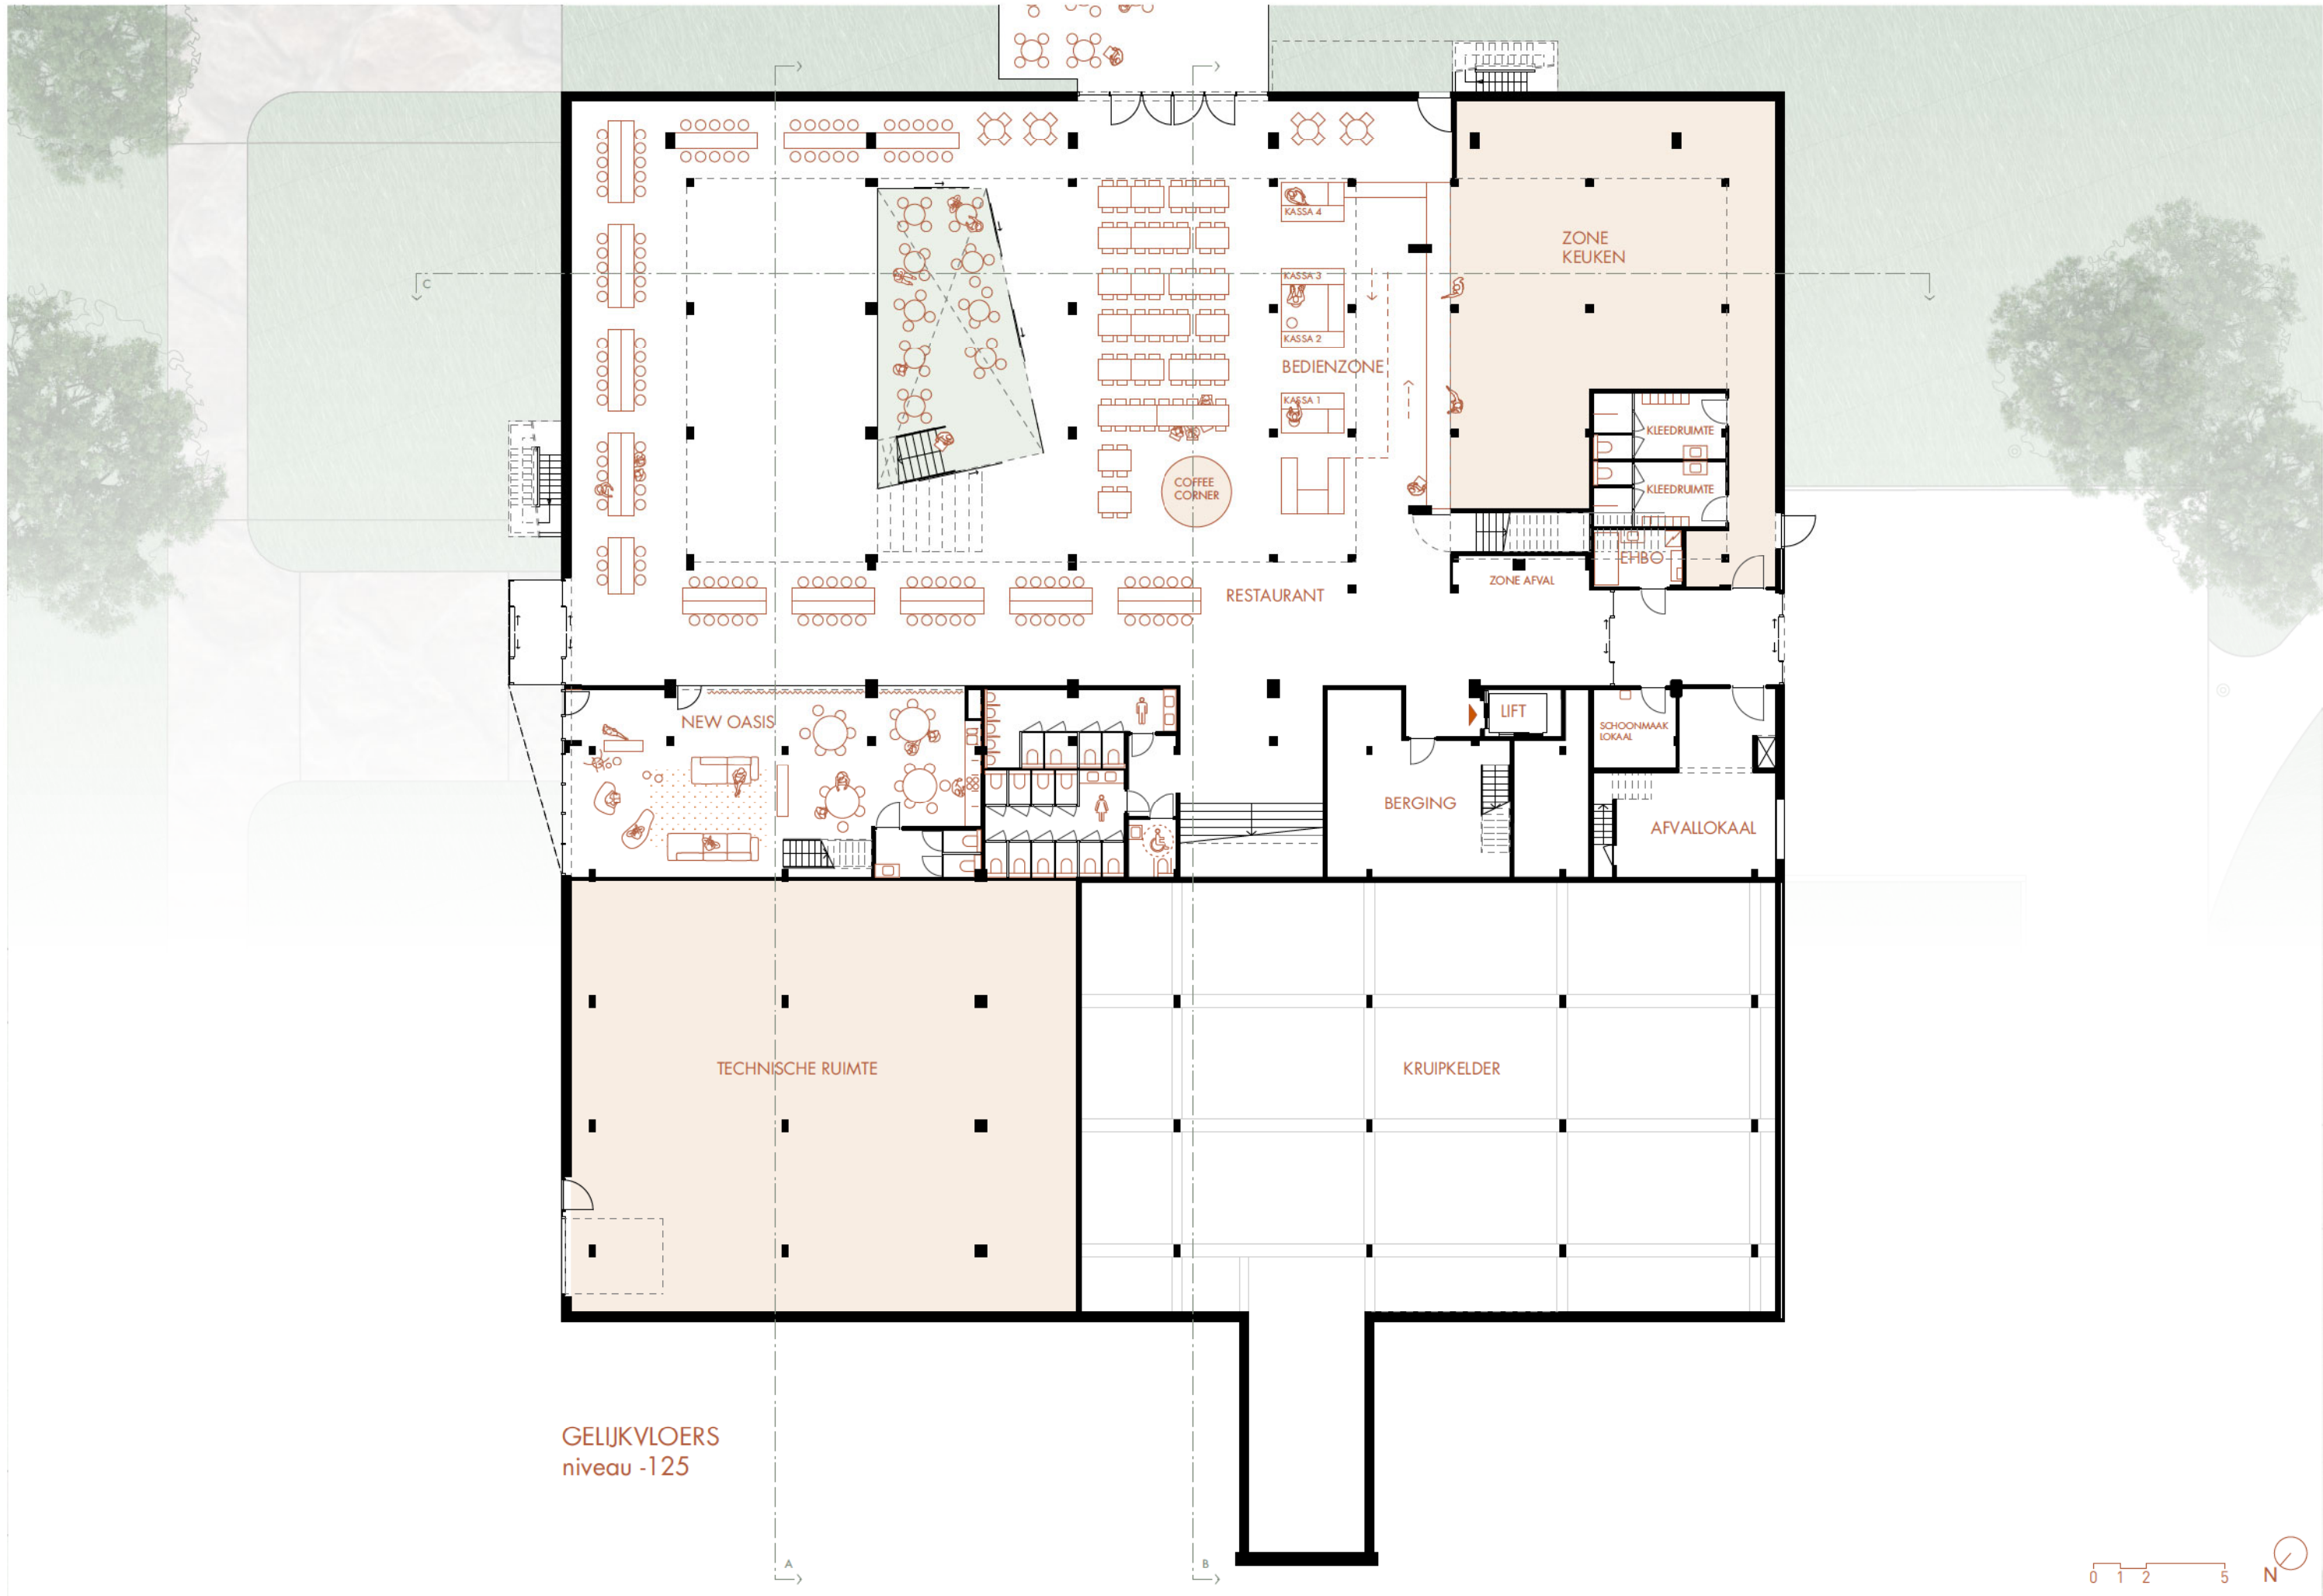 KASSA 4
ZONE
KEUKEN
C
KASSA 3
KASSA 2
BEDIENZONE
KASSA 1
KLEEDRUIMTE
COFFEE
CORNER
KLEEDRUIMTE
EHBO
ZONE AFVAL
RESTAURANT
NEW OASIS
LIFT
SCHOONMAAK
LOKAAL
BERGING
AFVALLOKAAL
TECHNISCHE RUIMTE
KRUIPKELDER
GELIJKVLOERS
niveau -125
A
B
0 1 2 5
N